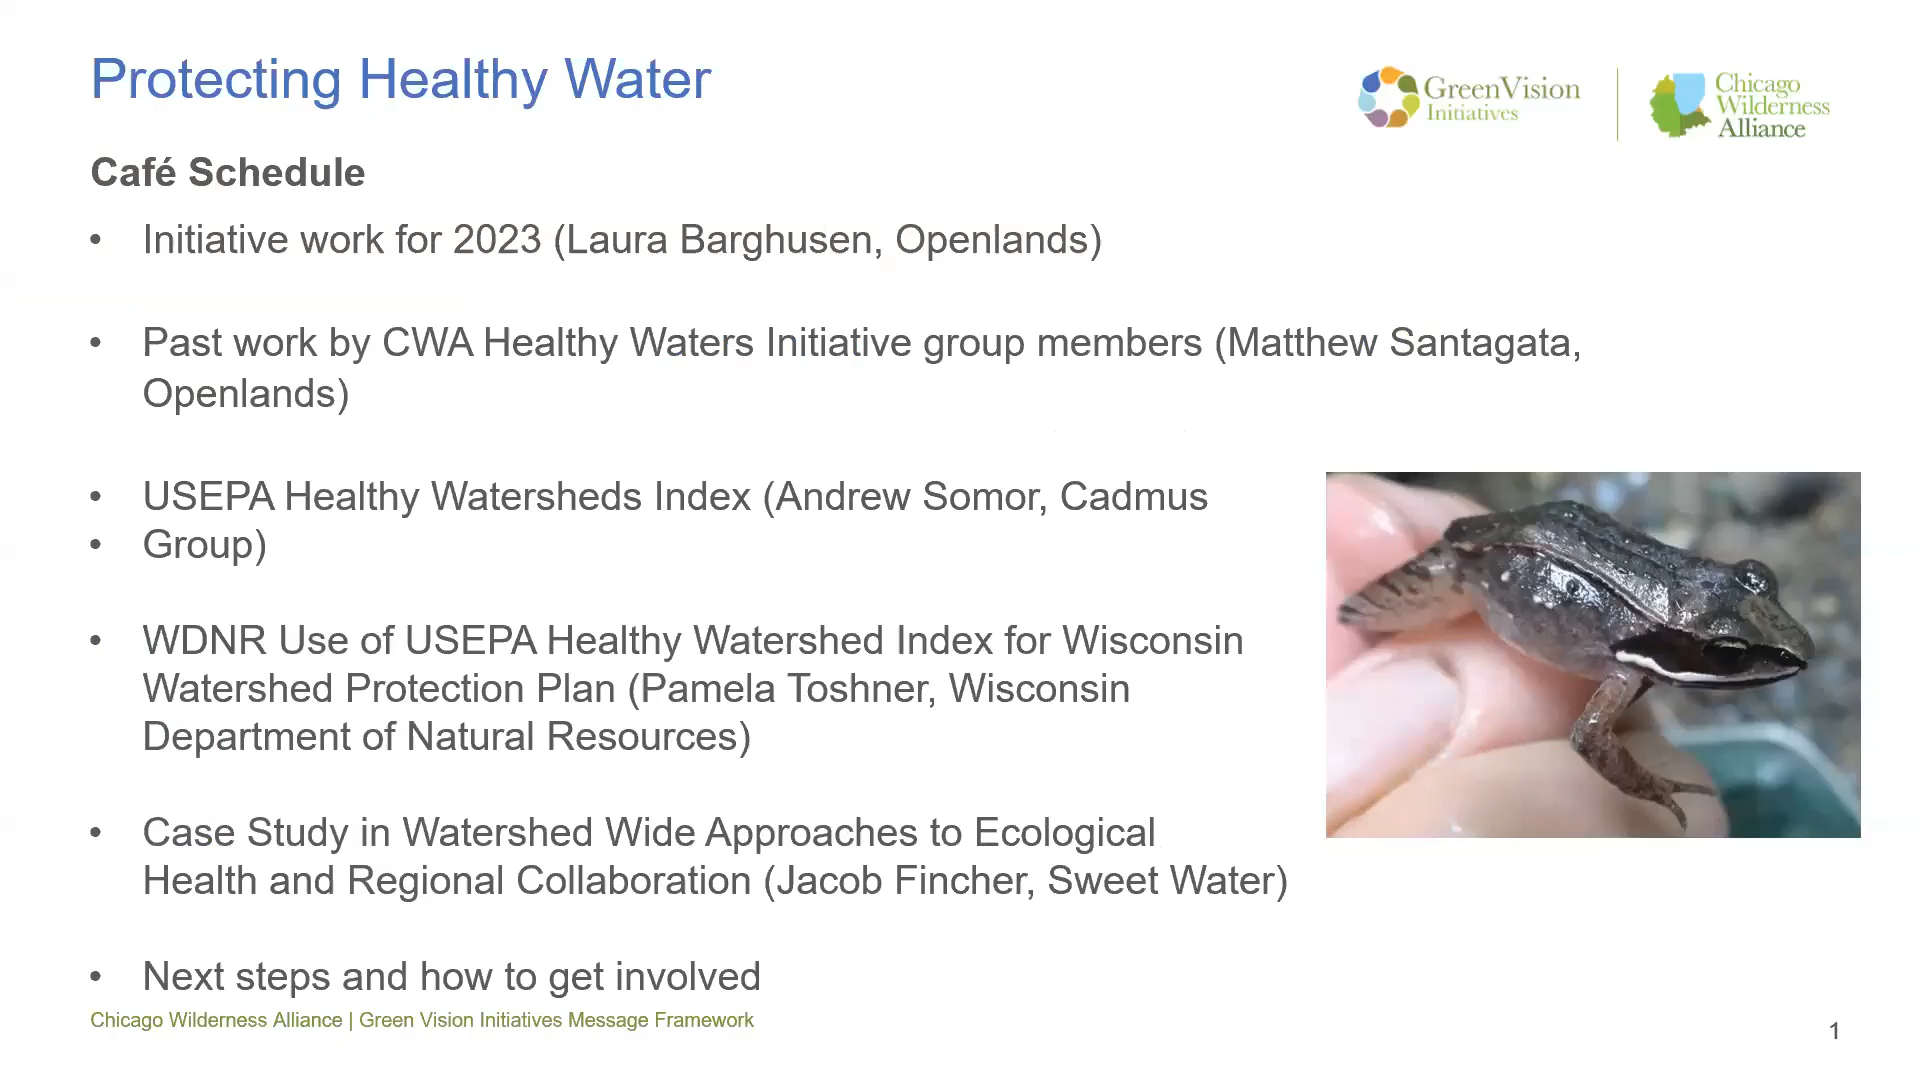 Protecting Healthy Water
GreenVision
Initiatives
Chicago
Wilderness
Alliance
Café Schedule
• Initiative work for 2023 (Laura Barghusen, Openlands)
• Past work by CWA Healthy Waters Initiative group members (Matthew Santagata,
Openlands)
• USEPA Healthy Watersheds Index (Andrew Somor, Cadmus
• Group)
• WDNR Use of USEPA Healthy Watershed Index for Wisconsin
Watershed Protection Plan (Pamela Toshner, Wisconsin
Department of Natural Resources)
• Case Study in Watershed Wide Approaches to Ecological
Health and Regional Collaboration (Jacob Fincher, Sweet Water)
• Next steps and how to get involved
Chicago Wilderness Alliance | Green Vision Initiatives Message Framework
1